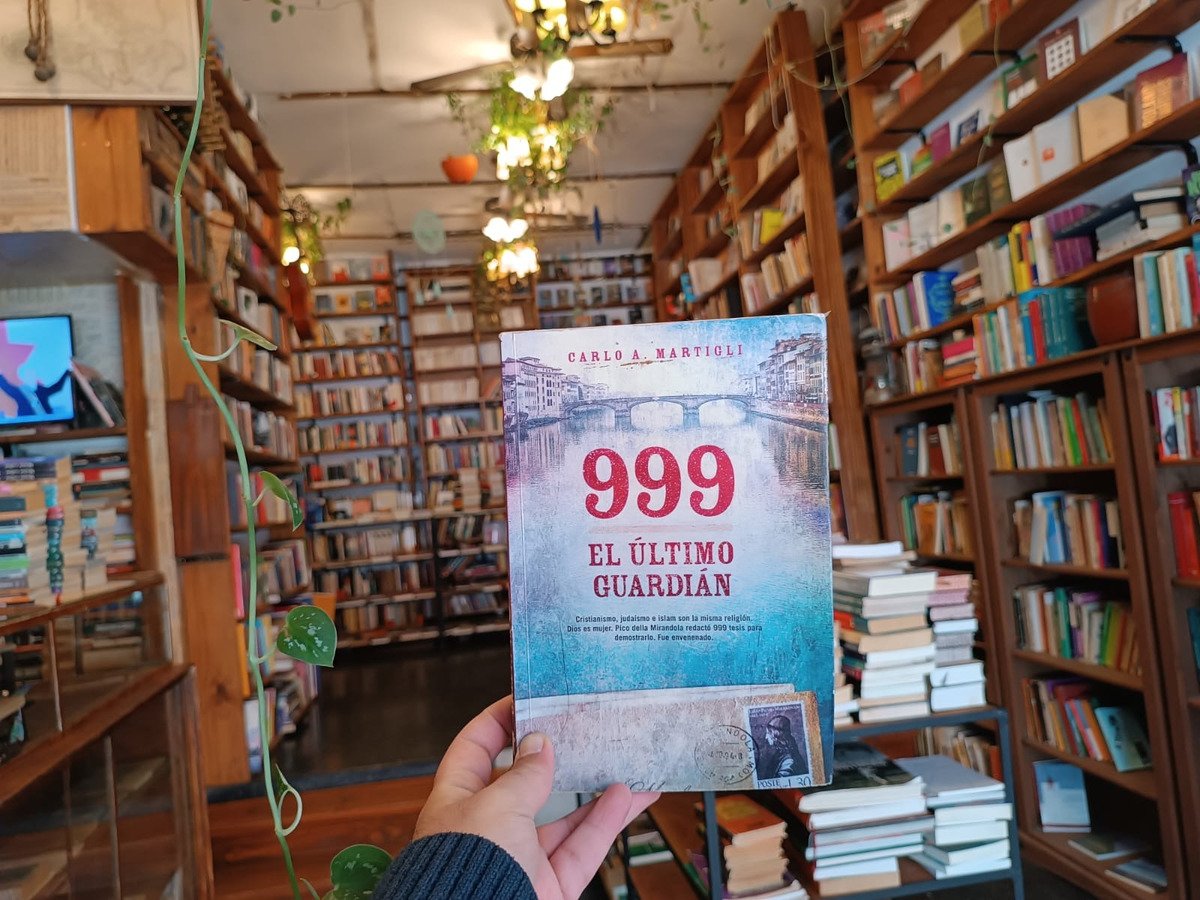 CARLO A. MARTIGLI
999
EL ÚLTIMO
GUARDIÁN
Cristianismo, judaísmo e islam son la misma religión.
Dios es mujer. Pico della Mirandola redactó 999 tesis para
demostrarlo. Fue envenenado.
POSTE L.30